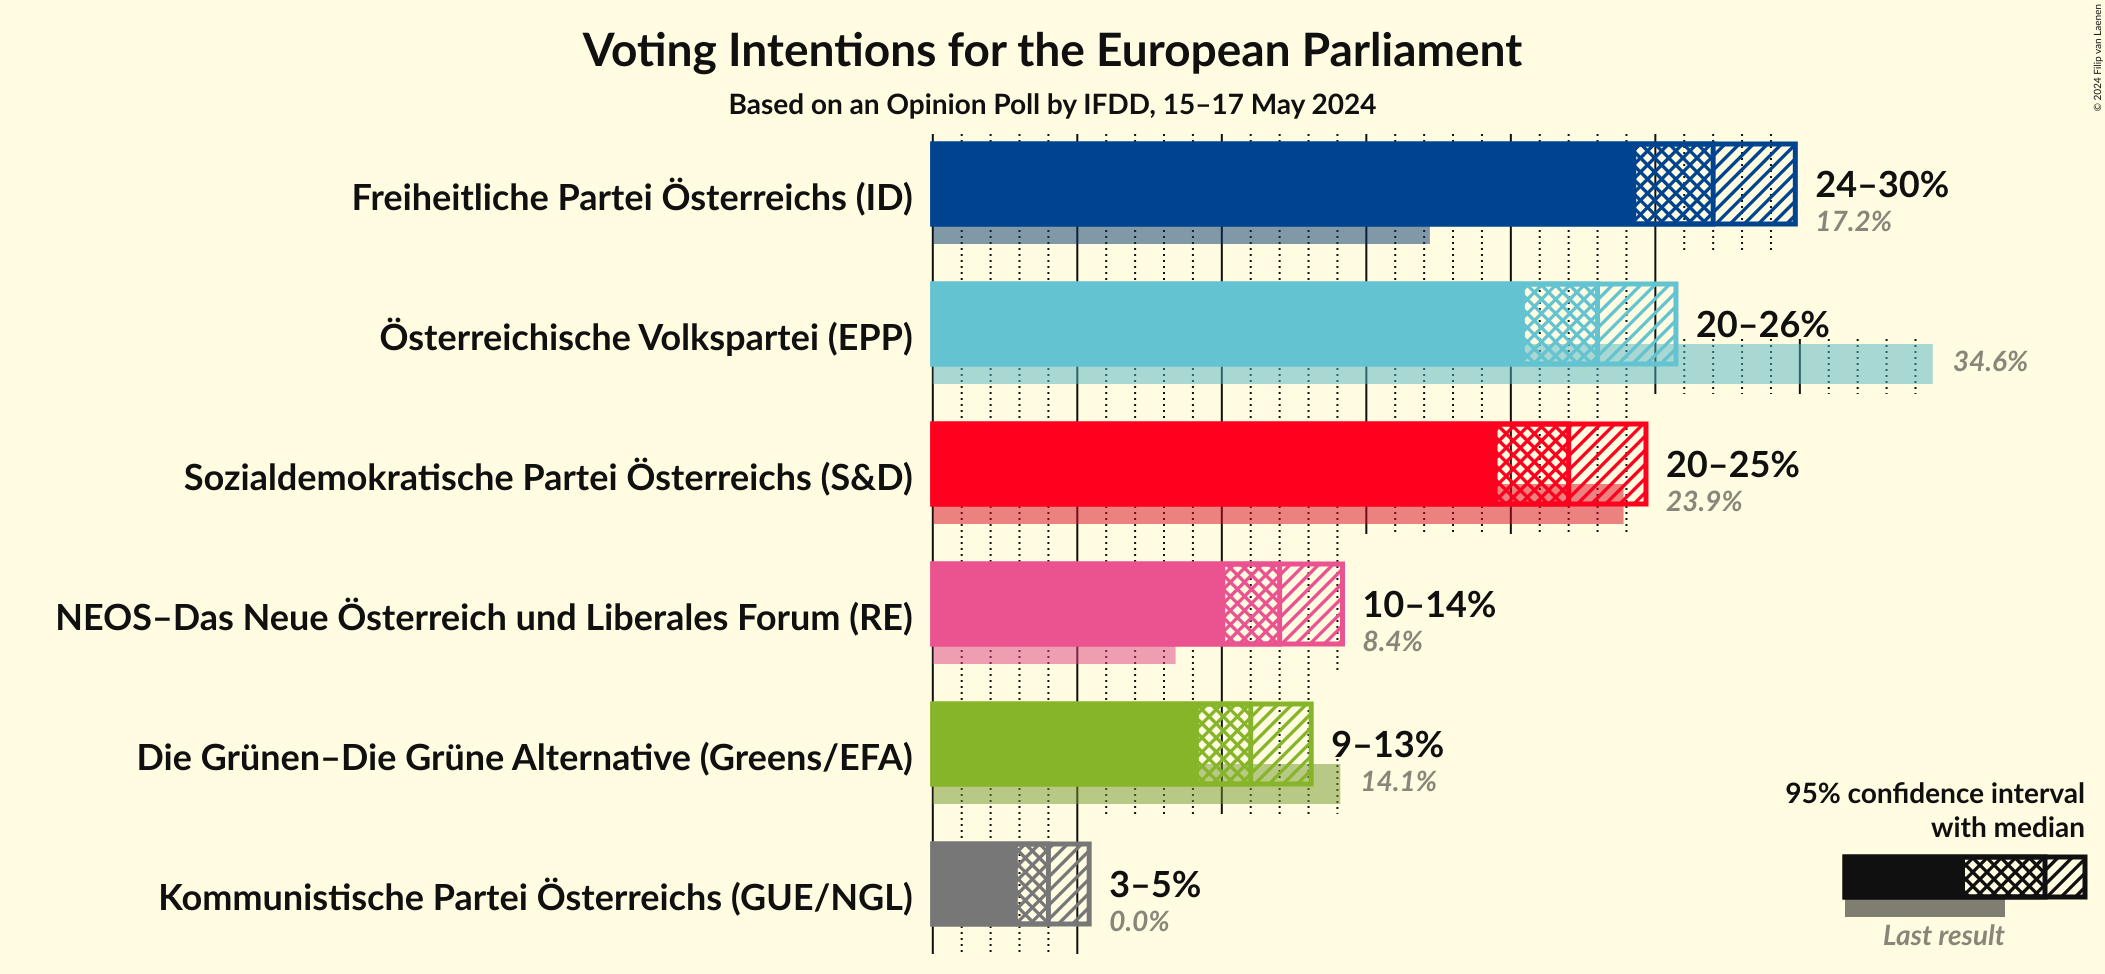 Voting Intentions for the European Parliament
Based on an Opinion Poll by IFDD, 15–17 May 2024
© 2024 Filip van Laenen
Freiheitliche Partei Österreichs (ID)
24–30%
17.2%
Österreichische Volkspartei (EPP)
20–26%
34.6%
Sozialdemokratische Partei Österreichs (S&D)
20–25%
23.9%
NEOS–Das Neue Österreich und Liberales Forum (RE)
10–14%
8.4%
Die Grünen–Die Grüne Alternative (Greens/EFA)
9–13%
14.1%
Kommunistische Partei Österreichs (GUE/NGL)
3–5%
0.0%
95% confidence interval
with median
Last result